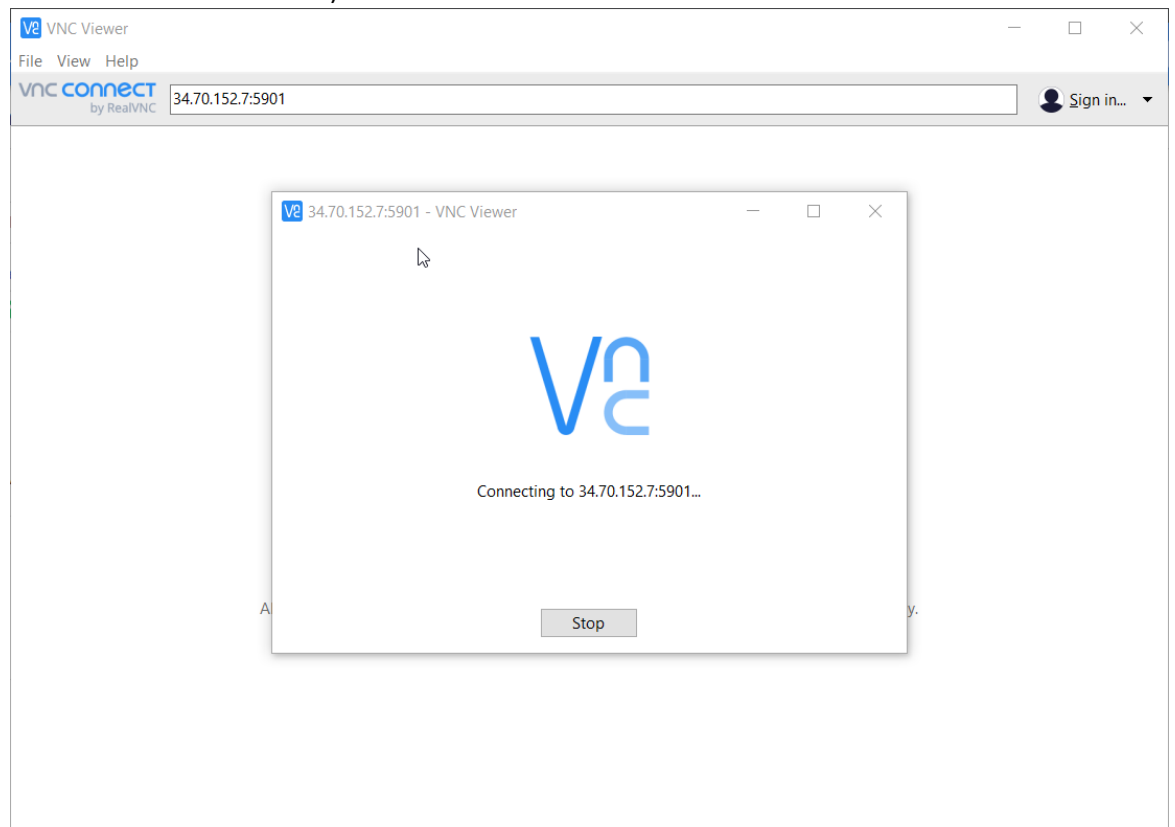 VNC Viewer
File View Help
vnc connect
by RealVNC
34.70.152.7:5901
Sign in...
34.70.152.7:5901 - VNC Viewer
Connecting to 34.70.152.7:5901...
A
y.
Stop